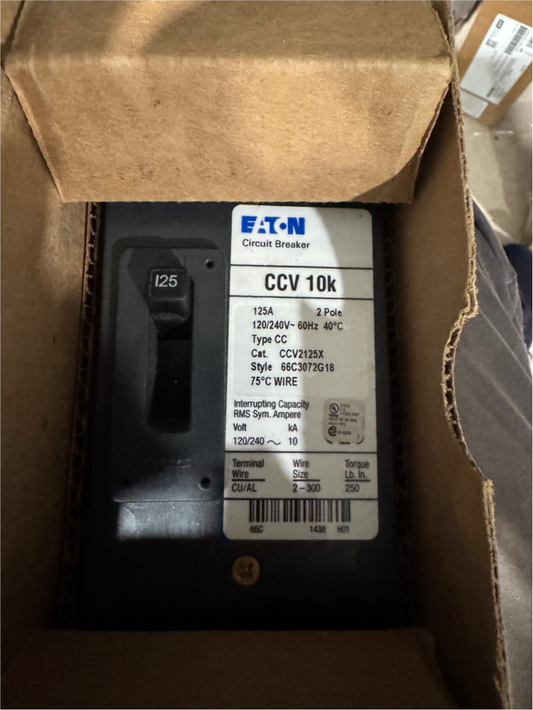 EATON
Circuit Breaker
CCV 10k
125
125A 2 Pole
120/240V~ 60Hz 40°C
Type CC
Cat. CCV2125X
Style 66C3072G18
75°C WIRE
Interrupting Capacity
RMS Sym. Ampere
Volt kA
120/240 ~ 10
Terminal Wire Torque
Wire Size Lb. In.
CU/AL 2-300 250
66C 1438 H01